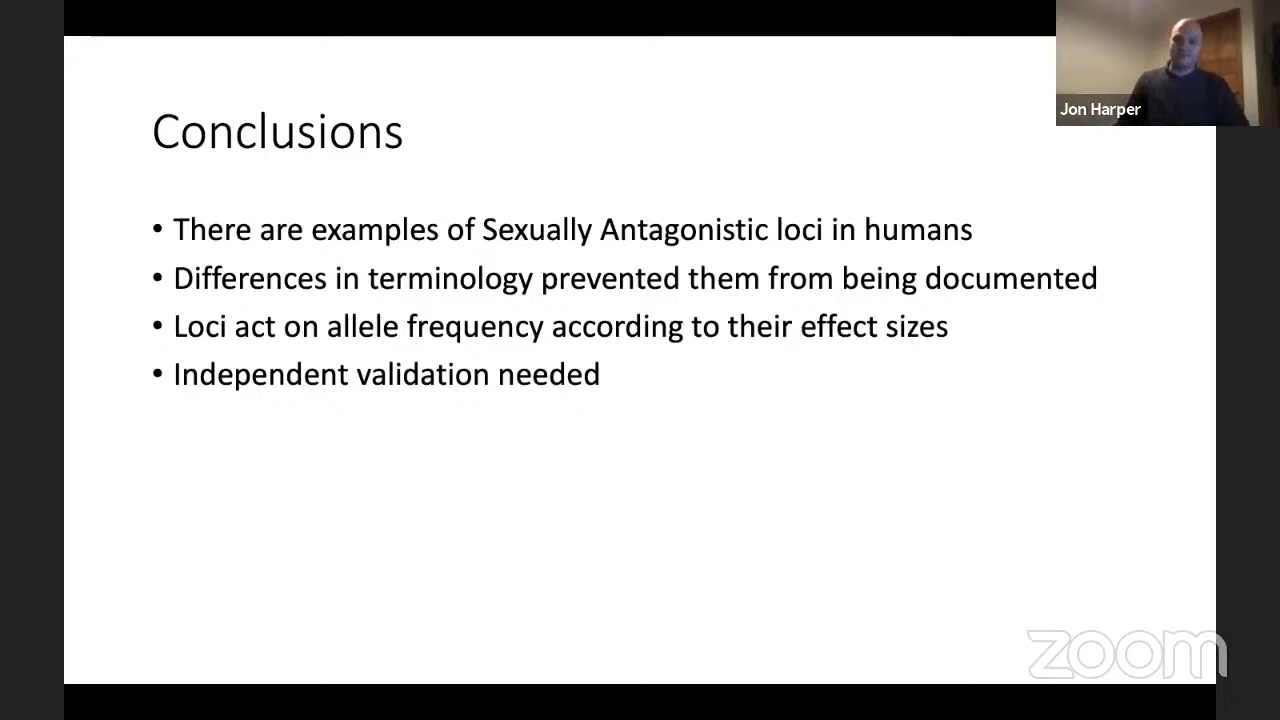 Jon Harper
Conclusions
• There are examples of Sexually Antagonistic loci in humans
• Differences in terminology prevented them from being documented
• Loci act on allele frequency according to their effect sizes
• Independent validation needed
zoom